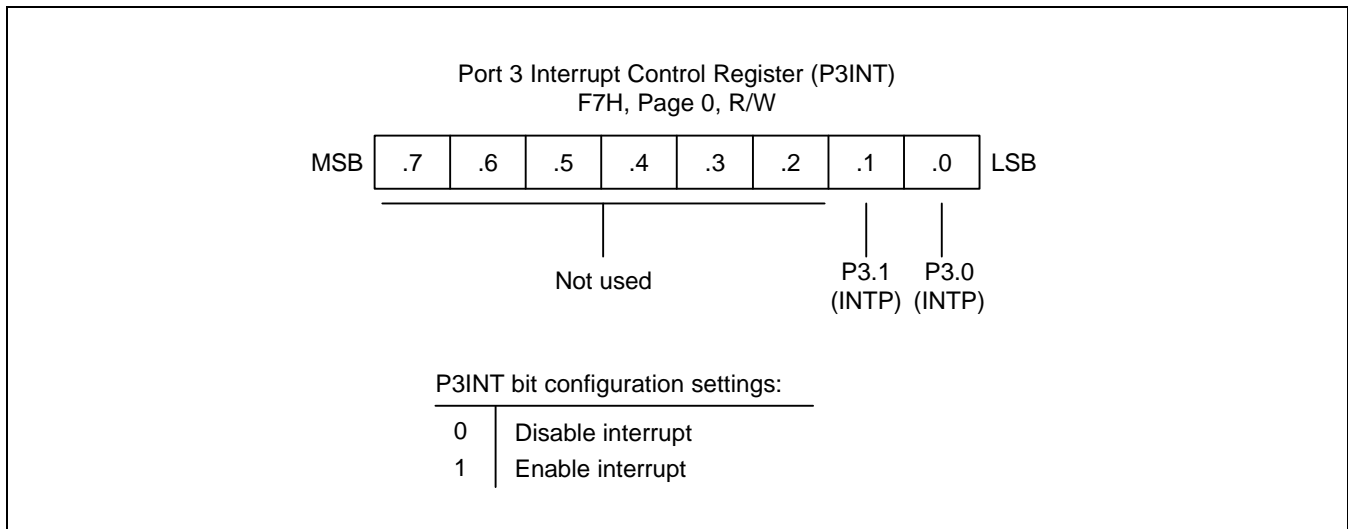 Port 3 Interrupt Control Register (P3INT)
F7H, Page 0, R/W
MSB .7 .6 .5 .4 .3 .2 .1 .0 LSB
Not used
P3.1 P3.0
(INTP) (INTP)
P3INT bit configuration settings:
0 Disable interrupt
1 Enable interrupt